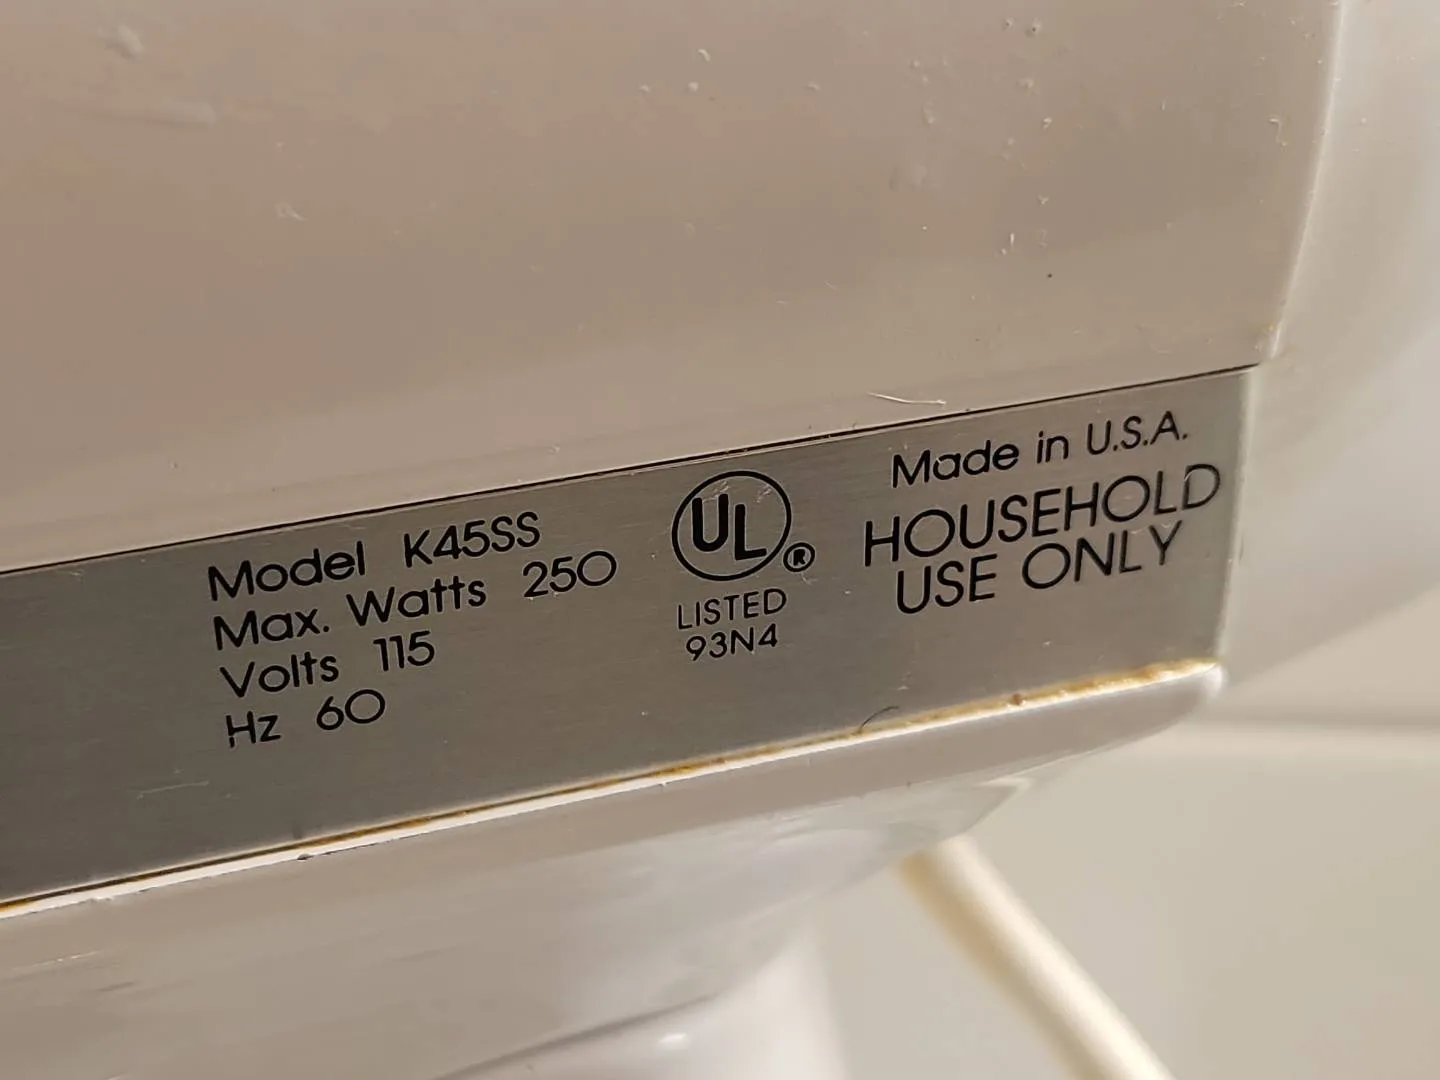 Model K45SS
Max. Watts 250
Volts 115
Hz 60
UL®
LISTED
93N4
Made in U.S.A.
HOUSEHOLD
USE ONLY